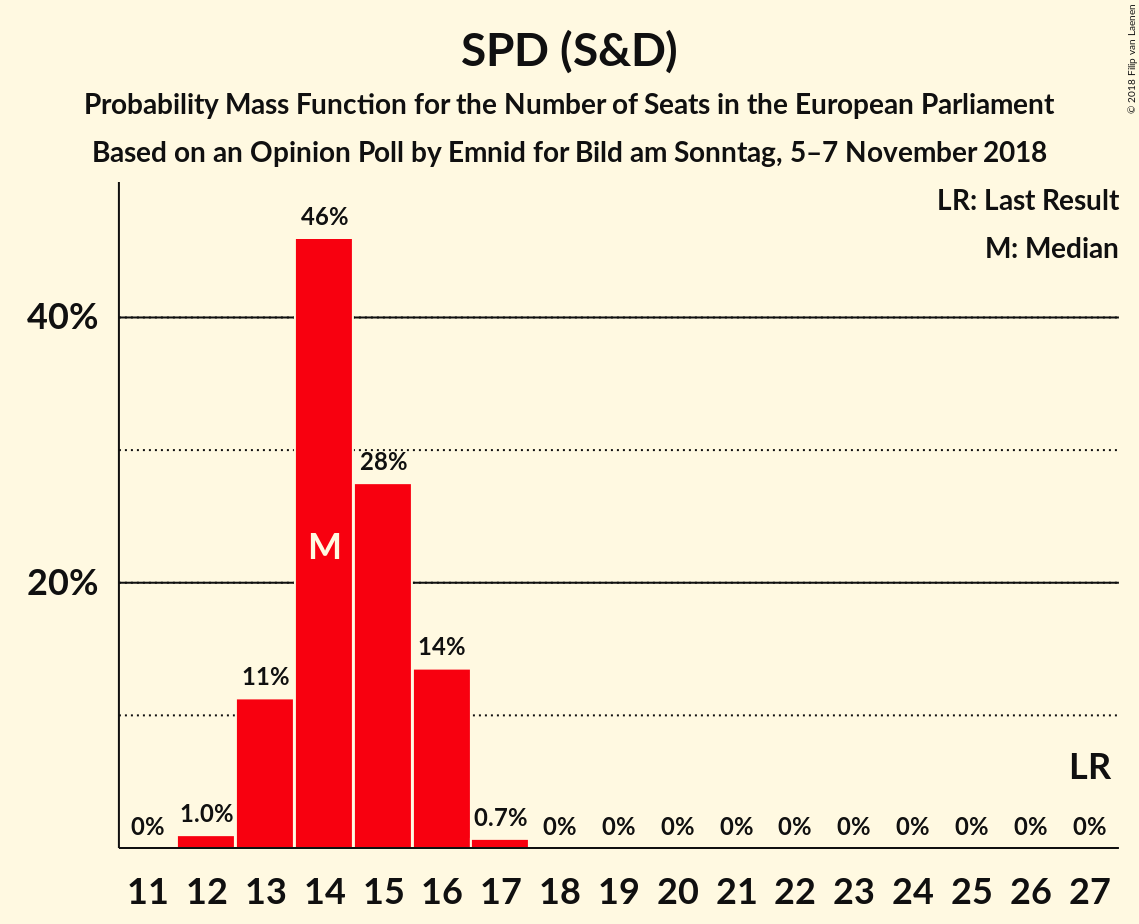 SPD (S&D)
Probability Mass Function for the Number of Seats in the European Parliament
Based on an Opinion Poll by Emnid for Bild am Sonntag, 5–7 November 2018
© 2018 Filip van Laenen
LR: Last Result
M: Median
40%
20%
0%
1.0%
11%
46%
M
28%
14%
0.7%
0%
0%
0%
0%
0%
0%
0%
0%
0%
0%
LR
11 12 13 14 15 16 17 18 19 20 21 22 23 24 25 26 27